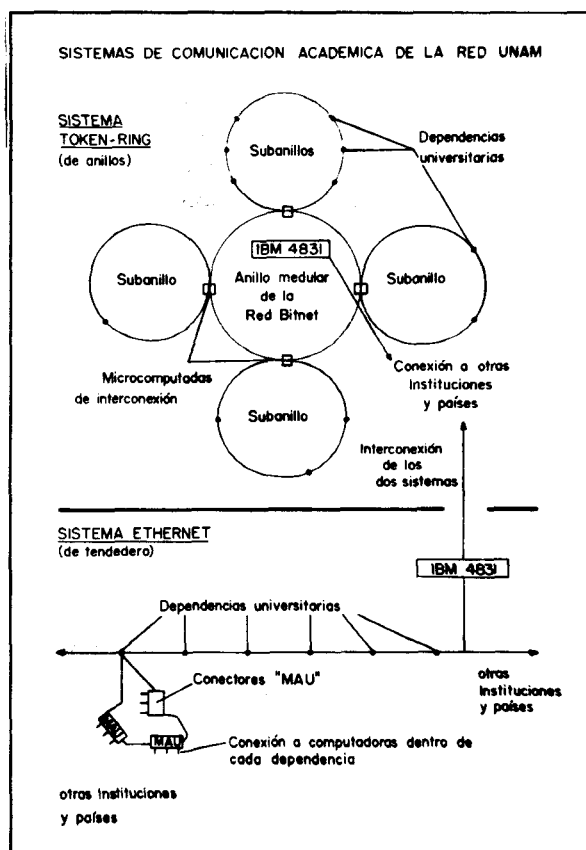 SISTEMAS DE COMUNICACION ACADEMICA DE LA RED UNAM
SISTEMA
TOKEN-RING
(de anillos)
Subanillos
Dependencias
universitarias
Subanillo
IBM 4831
Anillo medular
de la
Red Bitnet
Subanillo
Microcomputadas
de interconexión
Conexión a otras
Instituciones
y países
Subanillo
Interconexión
de los
dos sistemas
SISTEMA ETHERNET
(de tendedero)
IBM 4831
Dependencias universitarias
Conectores "MAU"
otras
Instituciones
y países
MAU
MAU
Conexión a computadoras dentro de
cada dependencia
otras Instituciones
y países